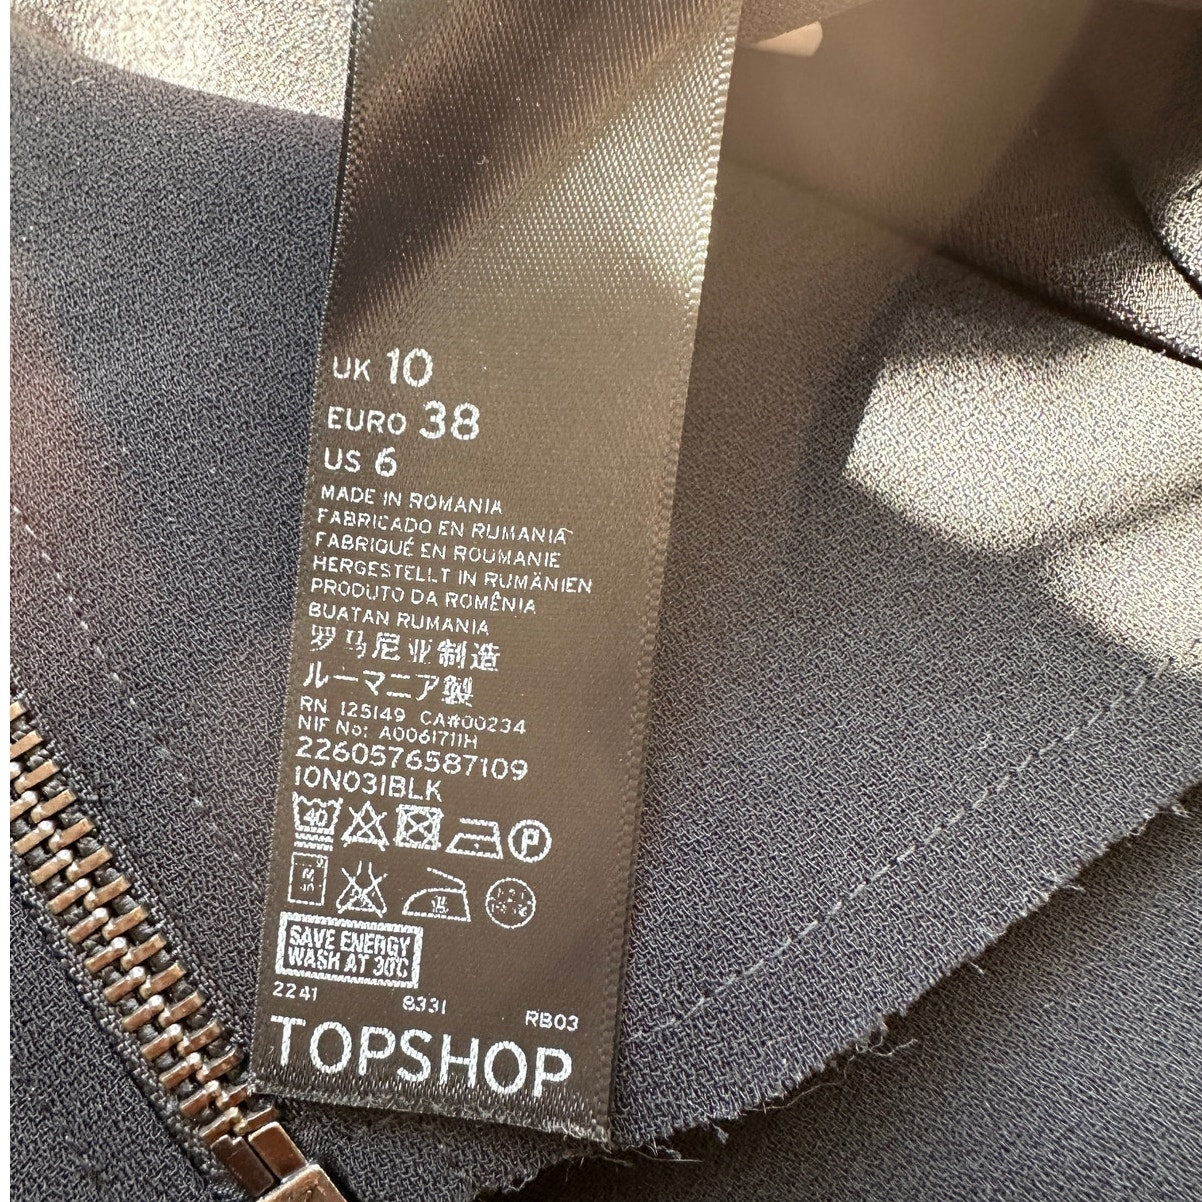 UK 10
EURO 38
US 6
MADE IN ROMANIA
FABRICADO EN RUMANIA
FABRIQUÉ EN ROUMANIE
HERGESTELLT IN RUMÄNIEN
PRODUTO DA ROMÊNIA
BUATAN RUMANIA
罗马尼亚制造
ルーマニア製
RN 125149 CA#00234
NIF No: A0061711H
2260576587109
10N03IBLK
40 P
SAVE ENERGY
WASH AT 30°C
2241 8331 RB03
TOPSHOP